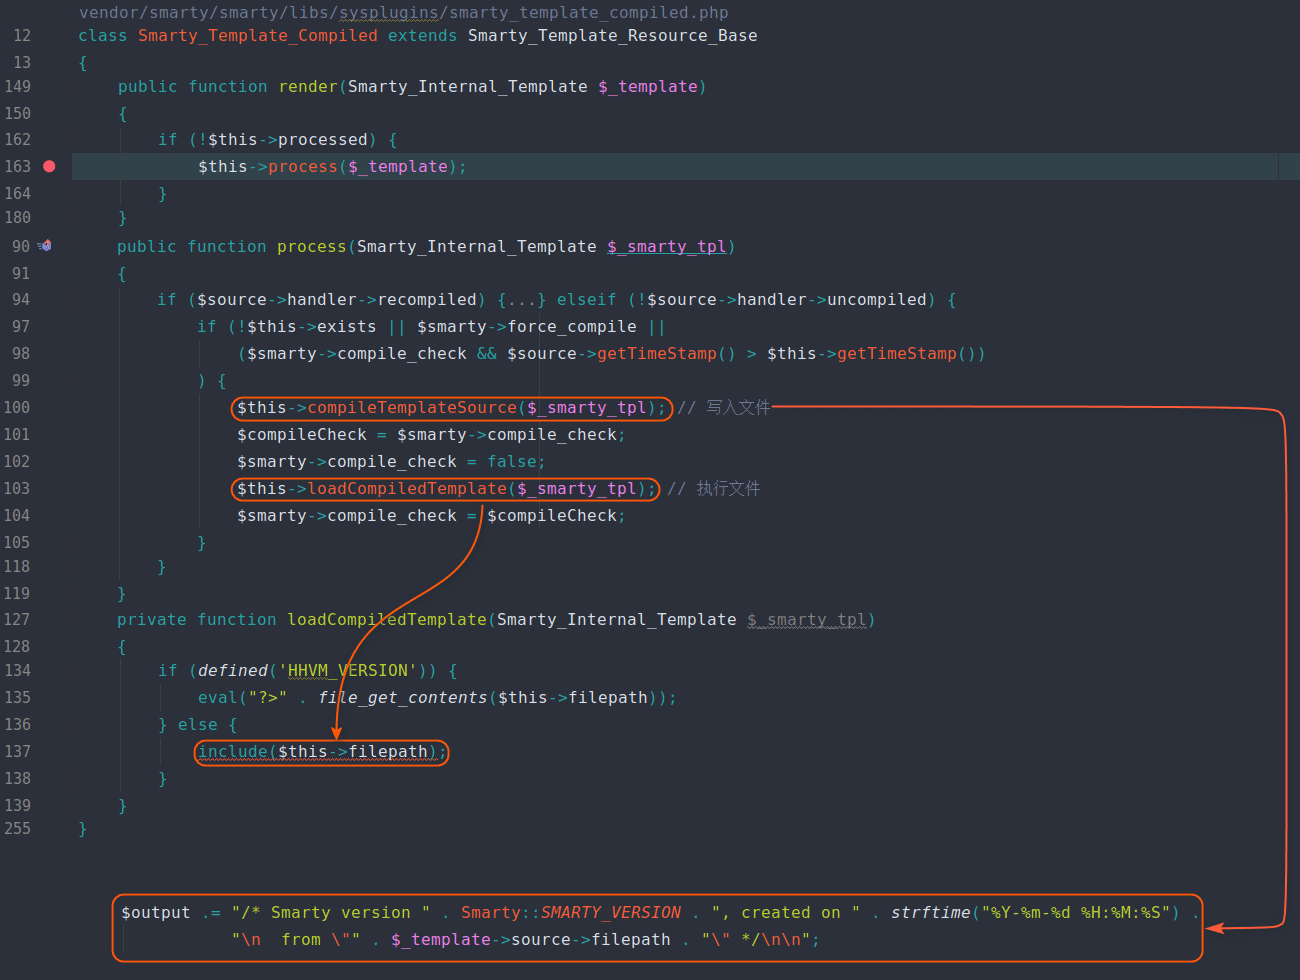 vendor/smarty/smarty/libs/sysplugins/smarty_template_compiled.php
12 class Smarty_Template_Compiled extends Smarty_Template_Resource_Base
13 {
149 public function render(Smarty_Internal_Template $_template)
150 {
162 if (!$this->processed) {
163 $this->process($_template);
164 }
180 }
90 public function process(Smarty_Internal_Template $_smarty_tpl)
91 {
94 if ($source->handler->recompiled) {...} elseif (!$source->handler->uncompiled) {
97 if (!$this->exists || $smarty->force_compile ||
98 ($smarty->compile_check && $source->getTimeStamp() > $this->getTimeStamp())
99 ) {
100 $this->compileTemplateSource($_smarty_tpl); // 写入文件
101 $compileCheck = $smarty->compile_check;
102 $smarty->compile_check = false;
103 $this->loadCompiledTemplate($_smarty_tpl); // 执行文件
104 $smarty->compile_check = $compileCheck;
105 }
118 }
119 }
127 private function loadCompiledTemplate(Smarty_Internal_Template $_smarty_tpl)
128 {
134 if (defined('HHVM_VERSION')) {
135 eval("?>" . file_get_contents($this->filepath));
136 } else {
137 include($this->filepath);
138 }
139 }
255 }
$output .= "/* Smarty version " . Smarty::SMARTY_VERSION . ", created on " . strftime("%Y-%m-%d %H:%M:%S") .
"\n  from \"" . $_template->source->filepath . "\" */\n\n";